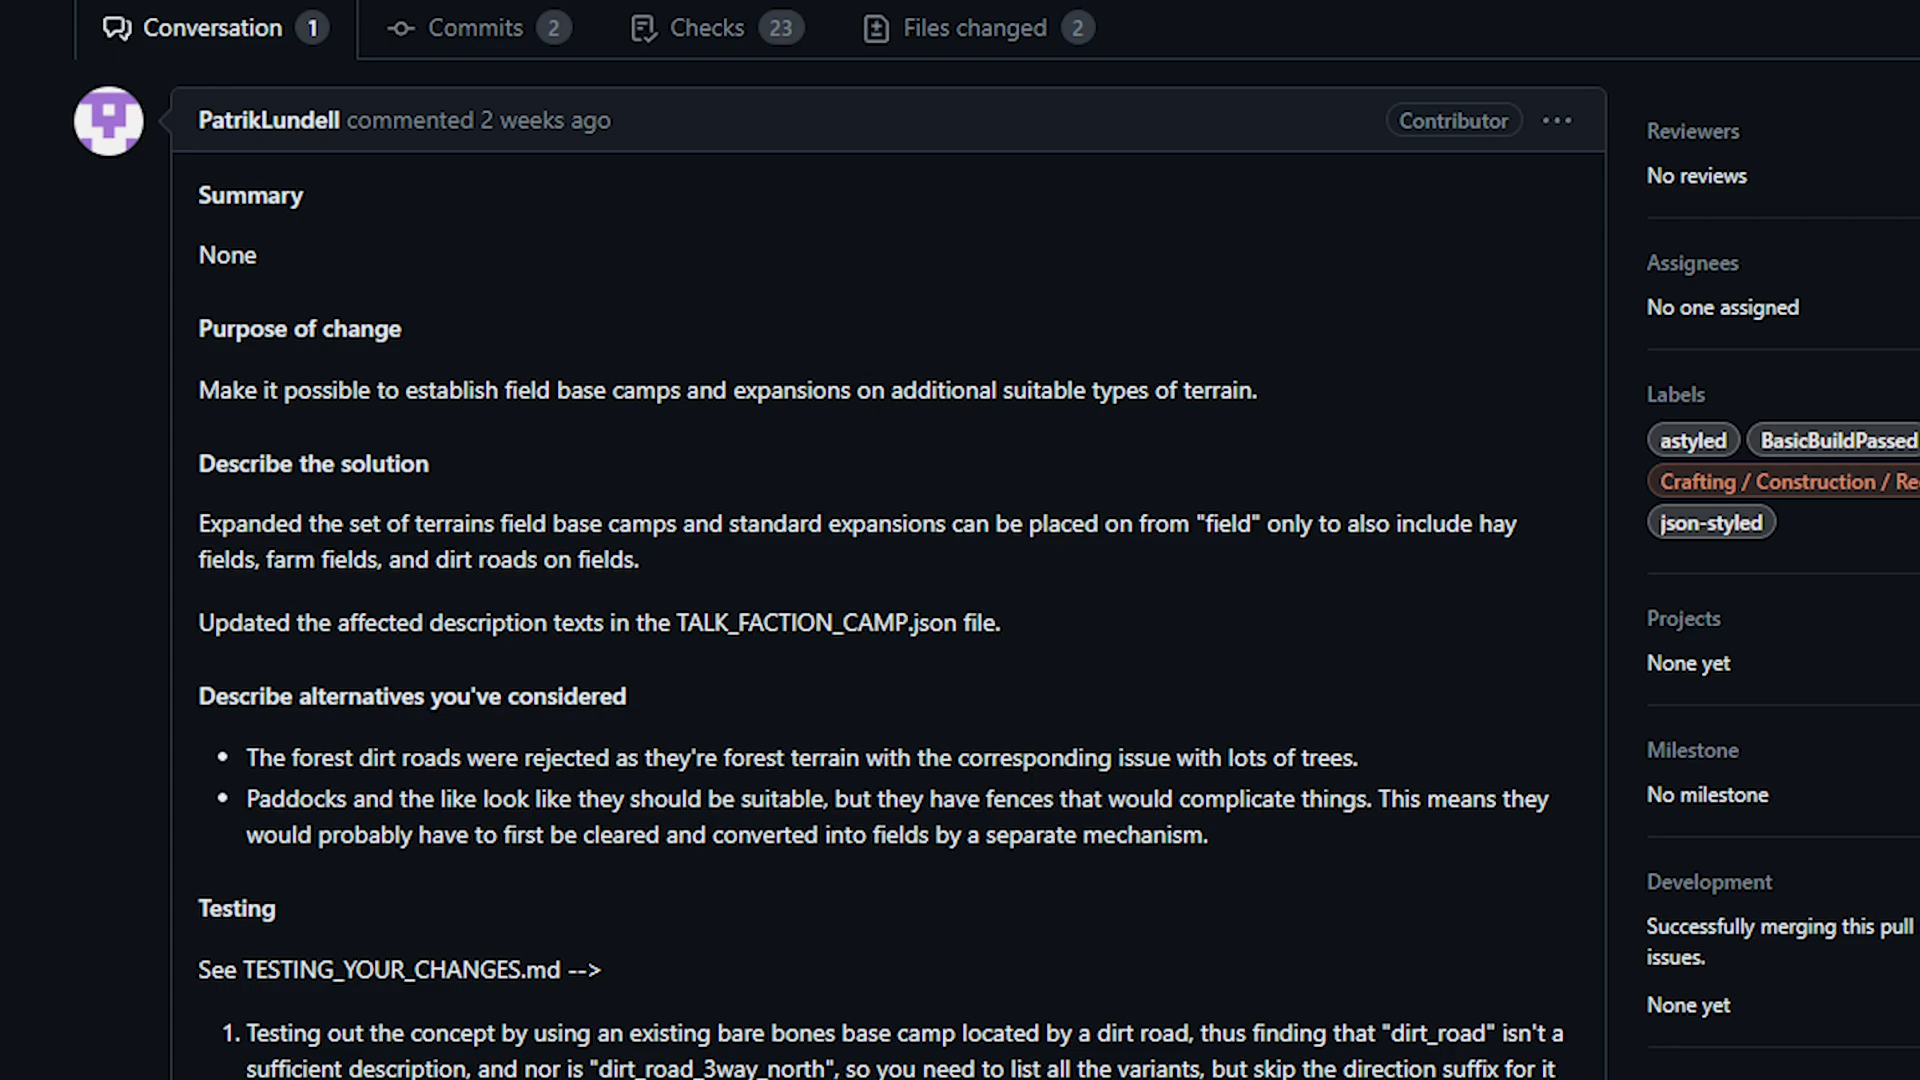 Conversation 1 Commits 2 Checks 23 Files changed 2
PatrikLundell commented 2 weeks ago Contributor
Summary
None
Purpose of change
Make it possible to establish field base camps and expansions on additional suitable types of terrain.
Describe the solution
Expanded the set of terrains field base camps and standard expansions can be placed on from "field" only to also include hay
fields, farm fields, and dirt roads on fields.
Updated the affected description texts in the TALK_FACTION_CAMP.json file.
Describe alternatives you've considered
• The forest dirt roads were rejected as they're forest terrain with the corresponding issue with lots of trees.
• Paddocks and the like look like they should be suitable, but they have fences that would complicate things. This means they
would probably have to first be cleared and converted into fields by a separate mechanism.
Testing
See TESTING_YOUR_CHANGES.md -->
1. Testing out the concept by using an existing bare bones base camp located by a dirt road, thus finding that "dirt_road" isn't a
sufficient description, and nor is "dirt_road_3way_north", so you need to list all the variants, but skip the direction suffix for it
Reviewers
No reviews
Assignees
No one assigned
Labels
astyled BasicBuildPassed
Crafting / Construction / Re
json-styled
Projects
None yet
Milestone
No milestone
Development
Successfully merging this pull
issues.
None yet